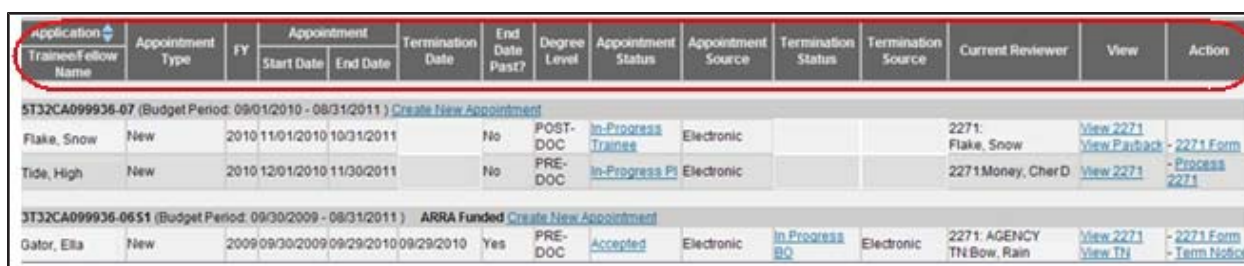 Application Appointment Type FY Appointment Termination Date End Date Past? Degree Level Appointment Status Appointment Source Termination Status Termination Source Current Reviewer View Action
Trainee/Fellow Name Start Date End Date
5T32CA099936-07 (Budget Period: 09/01/2010 - 08/31/2011 ) Create New Appointment
Flake, Snow New 2010 11/01/2010 10/31/2011 No POST-DOC In-Progress Trainee Electronic 2271: Flake, Snow View 2271 View Payback - 2271 Form
Tide, High New 2010 12/01/2010 11/30/2011 No PRE-DOC In-Progress PI Electronic 2271:Money, Cher D View 2271 - Process 2271
3T32CA099936-06S1 (Budget Period: 09/30/2009 - 08/31/2011 ) ARRA Funded Create New Appointment
Gator, Ella New 2009 09/30/2009 09/29/2010 09/29/2010 Yes PRE-DOC Accepted Electronic In Progress BO Electronic 2271: AGENCY TN:Bow, Rain View 2271 View TN - 2271 Form - Term Notice